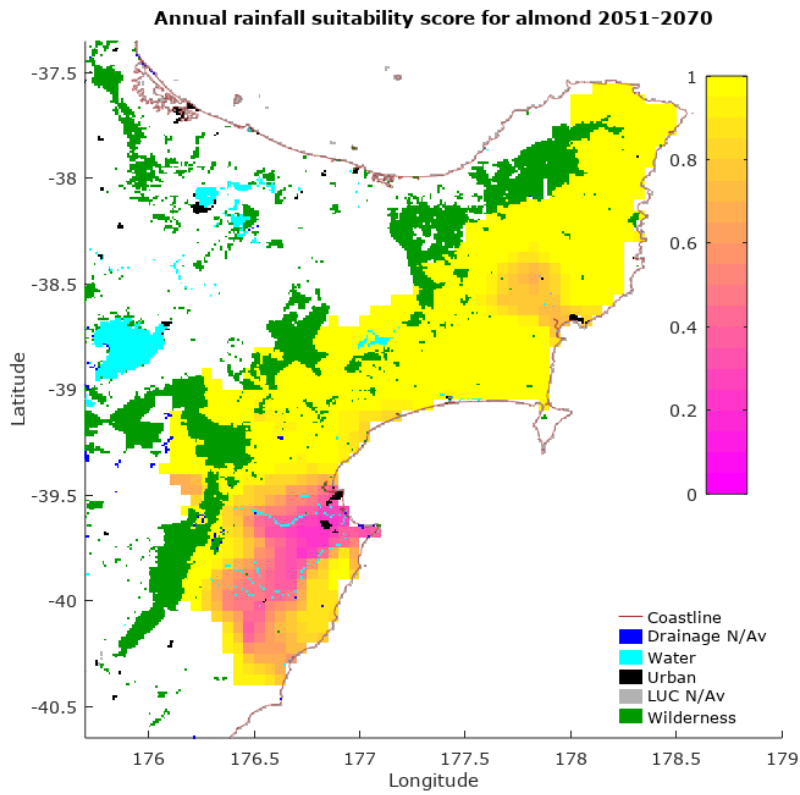 Annual rainfall suitability score for almond 2051-2070
-37.5
-38
-38.5
-39
-39.5
-40
-40.5
Latitude
176
176.5
177
177.5
178
178.5
179
Longitude
1
0.8
0.6
0.4
0.2
0
Coastline
Drainage N/Av
Water
Urban
LUC N/Av
Wilderness